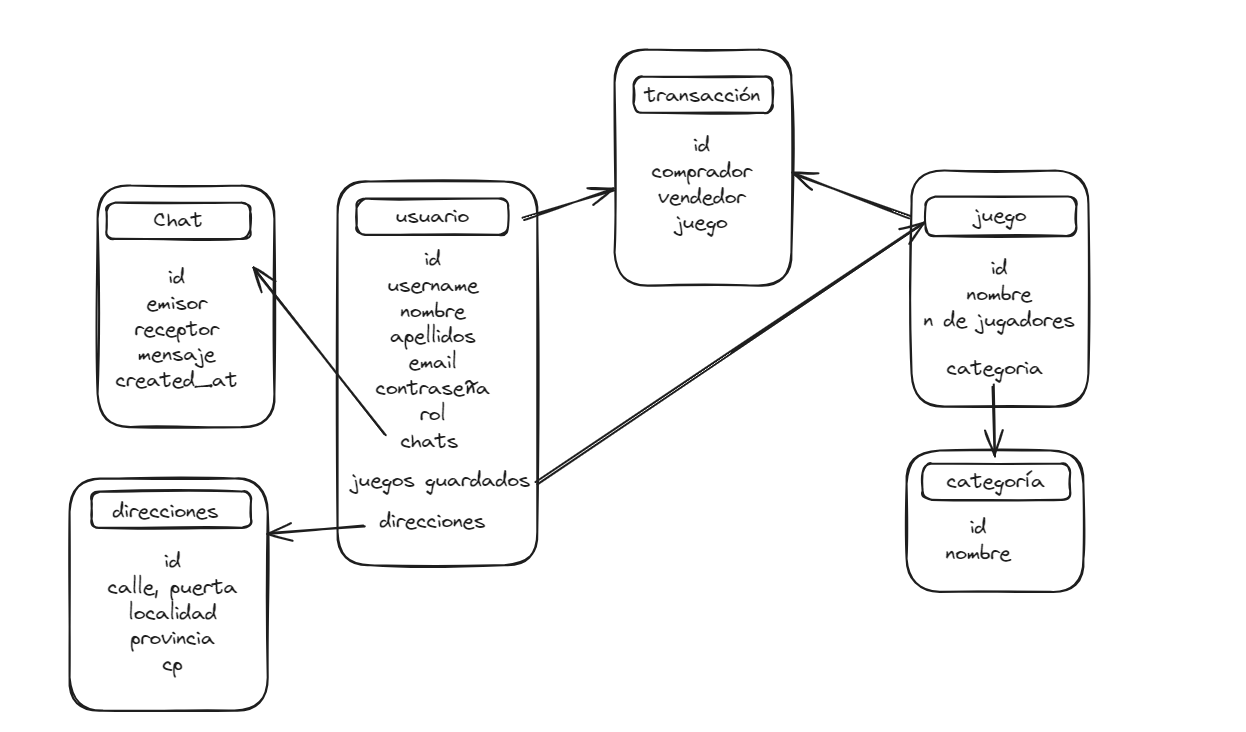 transacción
id
comprador
vendedor
juego
Chat
id
emisor
receptor
mensaje
created_at
usuario
id
username
nombre
apellidos
email
contraseña
rol
chats
juegos guardados
direcciones
juego
id
nombre
n de jugadores
categoria
categoría
id
nombre
direcciones
id
calle, puerta
localidad
provincia
cp